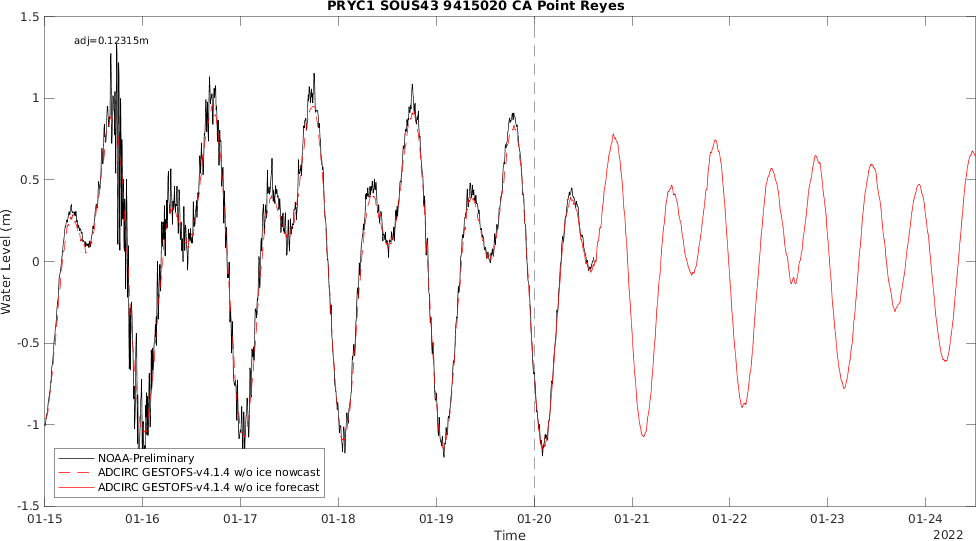 PRYC1 SOUS43 9415020 CA Point Reyes
adj=0.12315m
Water Level (m)
1.5
1
0.5
0
-0.5
-1
-1.5
NOAA-Preliminary
ADCIRC GESTOFS-v4.1.4 w/o ice nowcast
ADCIRC GESTOFS-v4.1.4 w/o ice forecast
01-15 01-16 01-17 01-18 01-19 01-20 01-21 01-22 01-23 01-24
Time
2022